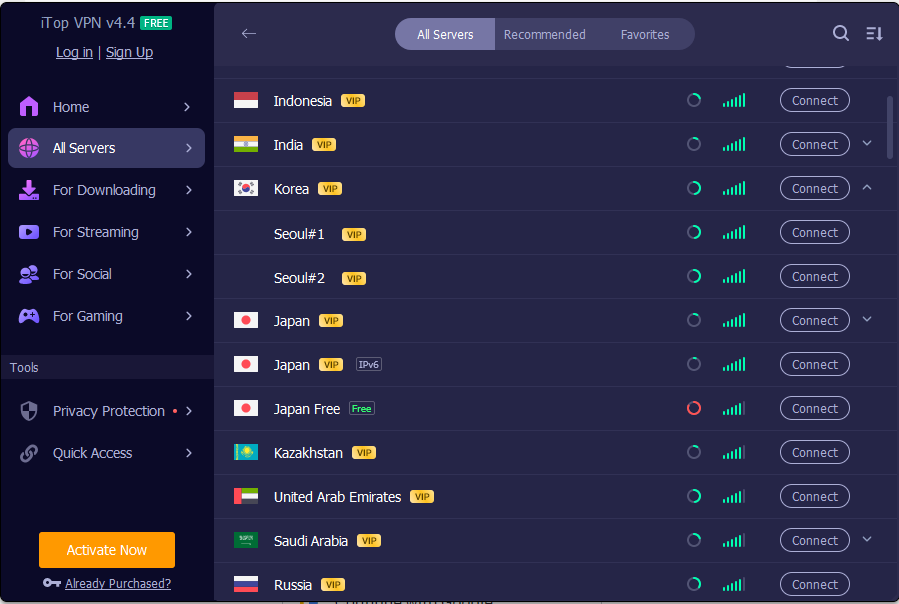 iTop VPN v4.4 FREE
Log in | Sign Up
Home
All Servers
For Downloading
For Streaming
For Social
For Gaming
Tools
Privacy Protection
Quick Access
Activate Now
Already Purchased?
All Servers Recommended Favorites
Indonesia VIP Connect
India VIP Connect
Korea VIP Connect
Seoul#1 VIP Connect
Seoul#2 VIP Connect
Japan VIP Connect
Japan VIP IPv6 Connect
Japan Free Free Connect
Kazakhstan VIP Connect
United Arab Emirates VIP Connect
Saudi Arabia VIP Connect
Russia VIP Connect